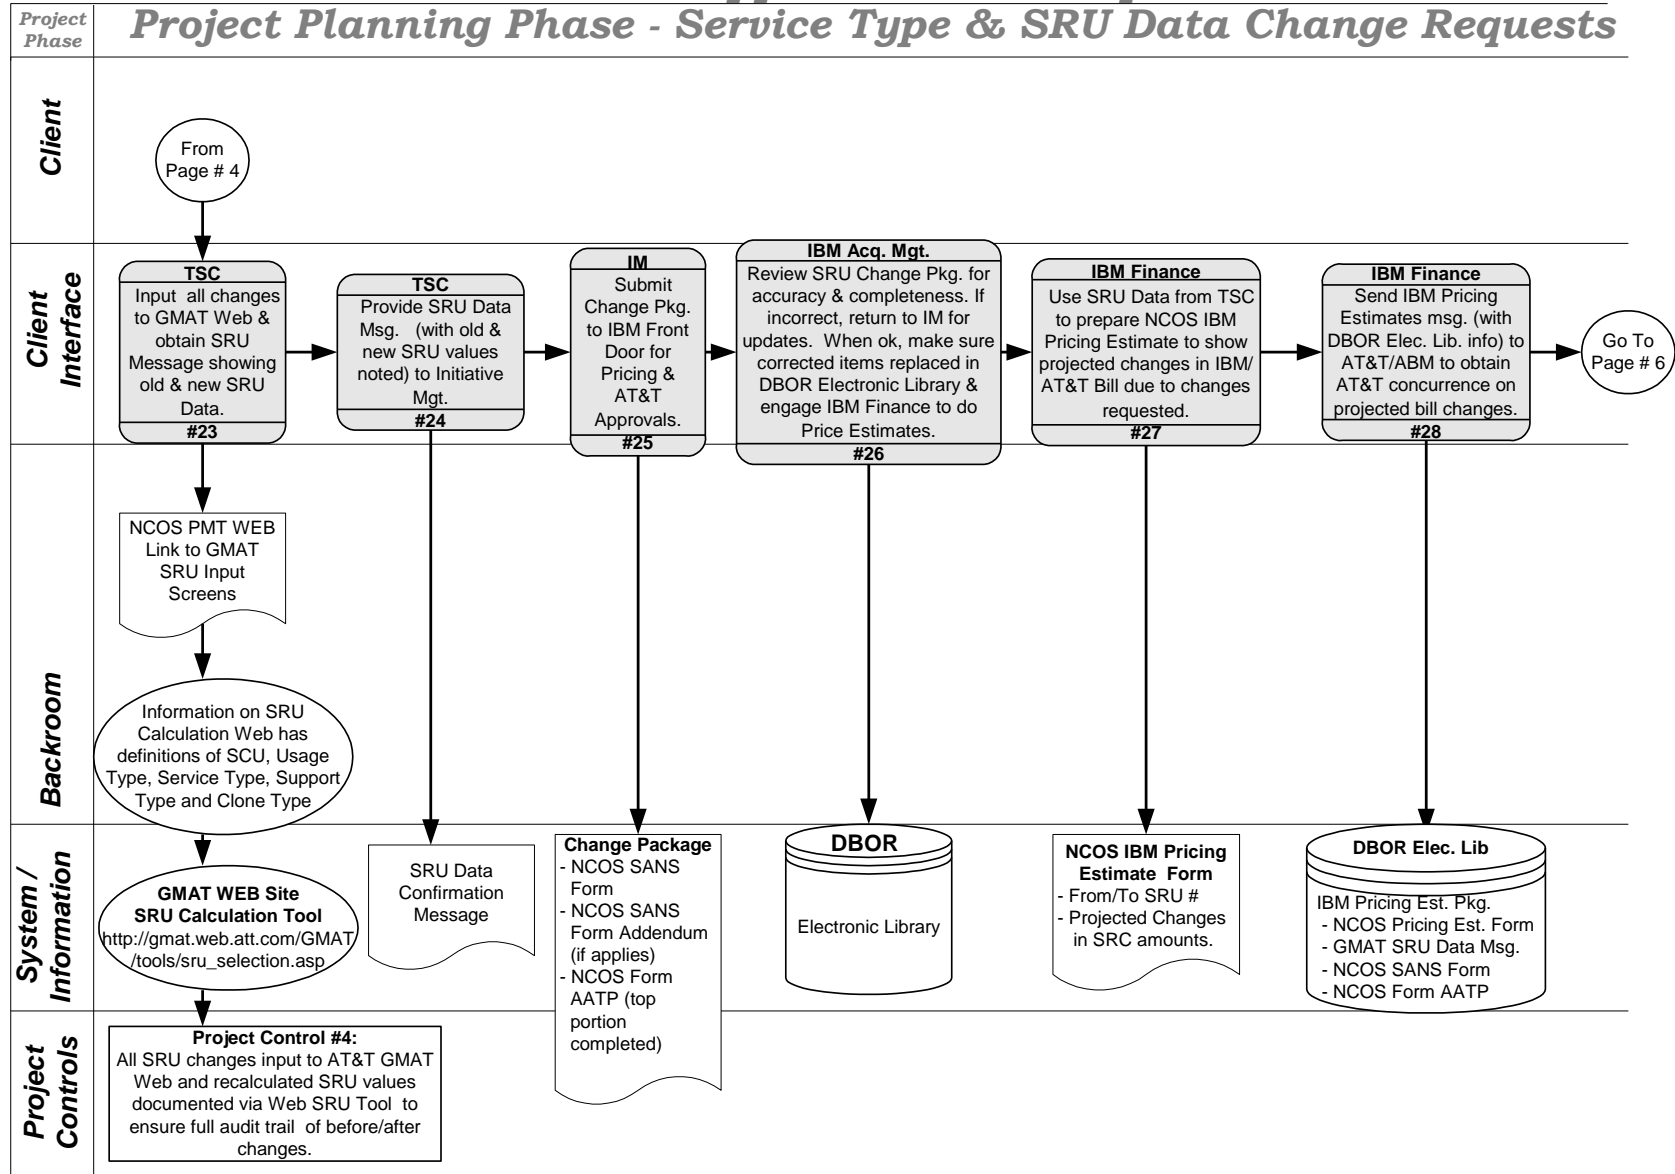 Project
Phase
Project Planning Phase - Service Type & SRU Data Change Requests
Client
From
Page # 4
Client
Interface
TSC
Input all changes
to GMAT Web &
obtain SRU
Message showing
old & new SRU
Data.
#23
TSC
Provide SRU Data
Msg. (with old &
new SRU values
noted) to Initiative
Mgt.
#24
IM
Submit
Change Pkg.
to IBM Front
Door for
Pricing &
AT&T
Approvals.
#25
IBM Acq. Mgt.
Review SRU Change Pkg. for
accuracy & completeness. If
incorrect, return to IM for
updates. When ok, make sure
corrected items replaced in
DBOR Electronic Library &
engage IBM Finance to do
Price Estimates.
#26
IBM Finance
Use SRU Data from TSC
to prepare NCOS IBM
Pricing Estimate to show
projected changes in IBM/
AT&T Bill due to changes
requested.
#27
IBM Finance
Send IBM Pricing
Estimates msg. (with
DBOR Elec. Lib. info) to
AT&T/ABM to obtain
AT&T concurrence on
projected bill changes.
#28
Go To
Page # 6
Backroom
NCOS PMT WEB
Link to GMAT
SRU Input
Screens
Information on SRU
Calculation Web has
definitions of SCU, Usage
Type, Service Type, Support
Type and Clone Type
System /
Information
GMAT WEB Site
SRU Calculation Tool
http://gmat.web.att.com/GMAT
/tools/sru_selection.asp
SRU Data
Confirmation
Message
Change Package
- NCOS SANS
Form
- NCOS SANS
Form Addendum
(if applies)
- NCOS Form
AATP (top
portion
completed)
DBOR
Electronic Library
NCOS IBM Pricing
Estimate Form
- From/To SRU #
- Projected Changes
in SRC amounts.
DBOR Elec. Lib
IBM Pricing Est. Pkg.
- NCOS Pricing Est. Form
- GMAT SRU Data Msg.
- NCOS SANS Form
- NCOS Form AATP
Project
Controls
Project Control #4:
All SRU changes input to AT&T GMAT
Web and recalculated SRU values
documented via Web SRU Tool to
ensure full audit trail of before/after
changes.